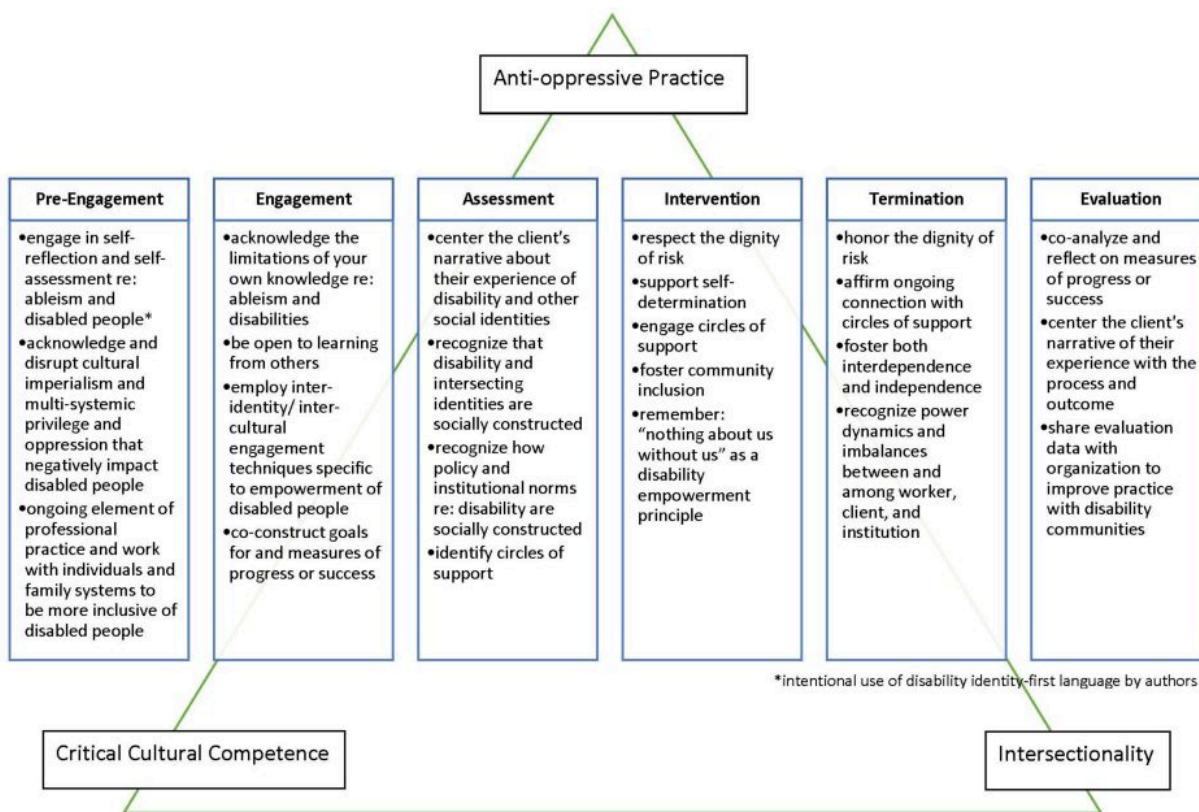 Anti-oppressive Practice
Pre-Engagement
•engage in self-
reflection and self-
assessment re:
ableism and
disabled people*
•acknowledge and
disrupt cultural
imperialism and
multi-systemic
privilege and
oppression that
negatively impact
disabled people
•ongoing element of
professional
practice and work
with individuals and
family systems to
be more inclusive of
disabled people
Engagement
•acknowledge the
limitations of your
own knowledge re:
ableism and
disabilities
•be open to learning
from others
•employ inter-
identity/ inter-
cultural
engagement
techniques specific
to empowerment of
disabled people
•co-construct goals
for and measures of
progress or success
Assessment
•center the client's
narrative about
their experience of
disability and other
social identities
•recognize that
disability and
intersecting
identities are
socially constructed
•recognize how
policy and
institutional norms
re: disability are
socially constructed
•identify circles of
support
Intervention
•respect the dignity
of risk
•support self-
determination
•engage circles of
support
•foster community
inclusion
•remember:
“nothing about us
without us” as a
disability
empowerment
principle
Termination
•honor the dignity of
risk
•affirm ongoing
connection with
circles of support
•foster both
interdependence
and independence
•recognize power
dynamics and
imbalances
between and
among worker,
client, and
institution
Evaluation
•co-analyze and
reflect on measures
of progress or
success
•center the client's
narrative of their
experience with the
process and
outcome
•share evaluation
data with
organization to
improve practice
with disability
communities
*intentional use of disability identity-first language by authors
Critical Cultural Competence
Intersectionality